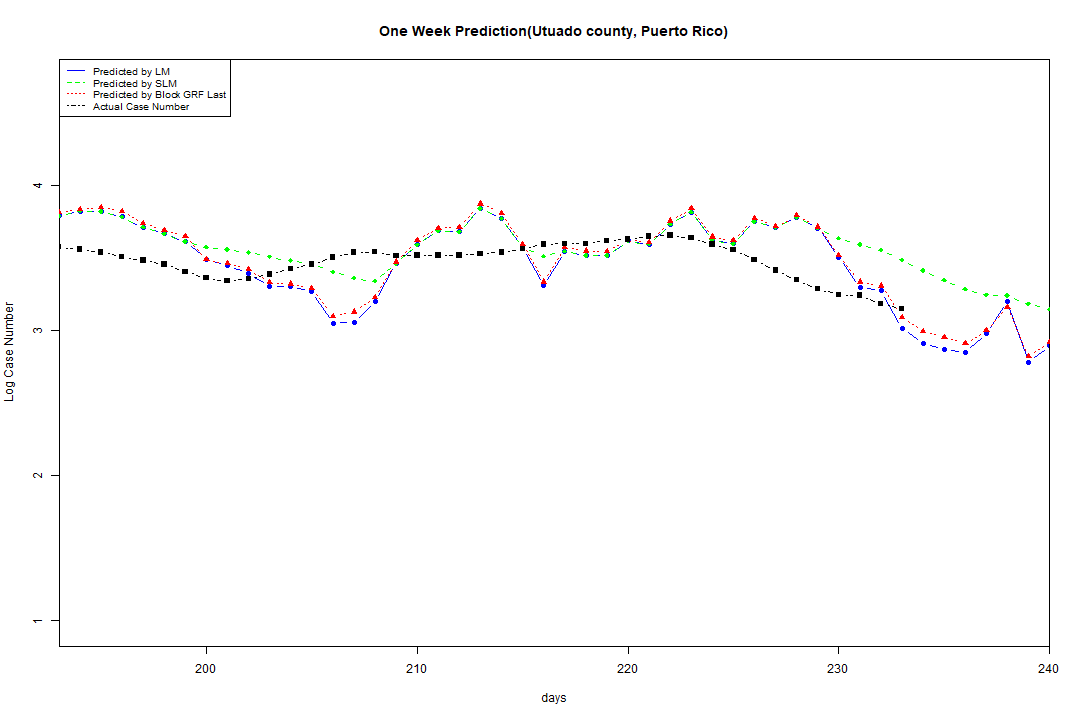 One Week Prediction(Utuado county, Puerto Rico)
Predicted by LM
Predicted by SLM
Predicted by Block GRF Last
Actual Case Number
4
3
2
1
Log Case Number
200 210 220 230 240
days